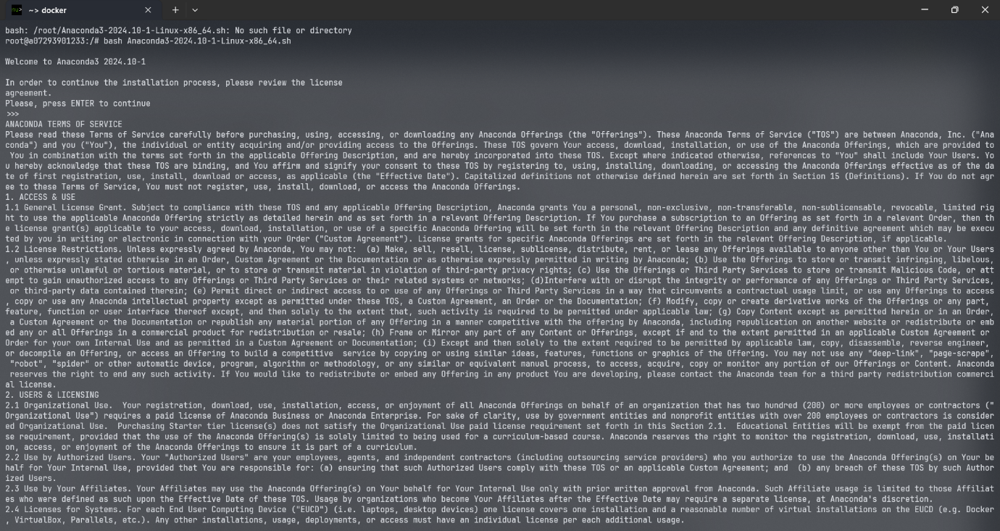 ~> docker
bash: /root/Anaconda3-2024.10-1-Linux-x86_64.sh: No such file or directory
root@a07293901233:/# bash Anaconda3-2024.10-1-Linux-x86_64.sh
Welcome to Anaconda3 2024.10-1
In order to continue the installation process, please review the license
agreement.
Please, press ENTER to continue
>>>
ANACONDA TERMS OF SERVICE
Please read these Terms of Service carefully before purchasing, using, accessing, or downloading any Anaconda Offerings (the "Offerings"). These Anaconda Terms of Service ("TOS") are between Anaconda, Inc. ("Ana
conda") and you ("You"), the individual or entity acquiring and/or providing access to the Offerings. These TOS govern Your access, download, installation, or use of the Anaconda Offerings, which are provided to
You in combination with the terms set forth in the applicable Offering Description, and are hereby incorporated into these TOS. Except where indicated otherwise, references to "You" shall include Your Users. Yo
u hereby acknowledge that these TOS are binding, and You affirm and signify your consent to these TOS by registering to, using, installing, downloading, or accessing the Anaconda Offerings effective as of the da
te of first registration, use, install, download or access, as applicable (the "Effective Date"). Capitalized definitions not otherwise defined herein are set forth in Section 15 (Definitions). If You do not agr
ee to these Terms of Service, You must not register, use, install, download, or access the Anaconda Offerings.
1. ACCESS & USE
1.1 General License Grant. Subject to compliance with these TOS and any applicable Offering Description, Anaconda grants You a personal, non-exclusive, non-transferable, non-sublicensable, revocable, limited rig
ht to use the applicable Anaconda Offering strictly as detailed herein and as set forth in a relevant Offering Description. If You purchase a subscription to an Offering as set forth in a relevant Order, then th
e license grant(s) applicable to your access, download, installation, or use of a specific Anaconda Offering will be set forth in the relevant Offering Description and any definitive agreement which may be execu
ted by you in writing or electronic in connection with your Order ("Custom Agreement"). License grants for specific Anaconda Offerings are set forth in the relevant Offering Description, if applicable.
1.2 License Restrictions. Unless expressly agreed by Anaconda, You may not:  (a) Make, sell, resell, license, sublicense, distribute, rent, or lease any Offerings available to anyone other than You or Your Users
, unless expressly stated otherwise in an Order, Custom Agreement or the Documentation or as otherwise expressly permitted in writing by Anaconda; (b) Use the Offerings to store or transmit infringing, libelous,
or otherwise unlawful or tortious material, or to store or transmit material in violation of third-party privacy rights; (c) Use the Offerings or Third Party Services to store or transmit Malicious Code, or att
empt to gain unauthorized access to any Offerings or Third Party Services or their related systems or networks; (d)Interfere with or disrupt the integrity or performance of any Offerings or Third Party Services,
or third-party data contained therein; (e) Permit direct or indirect access to or use of any Offerings or Third Party Services in a way that circumvents a contractual usage limit, or use any Offerings to access
, copy or use any Anaconda intellectual property except as permitted under these TOS, a Custom Agreement, an Order or the Documentation; (f) Modify, copy or create derivative works of the Offerings or any part,
feature, function or user interface thereof except, and then solely to the extent that, such activity is required to be permitted under applicable law; (g) Copy Content except as permitted herein or in an Order,
a Custom Agreement or the Documentation or republish any material portion of any Offering in a manner competitive with the offering by Anaconda, including republication on another website or redistribute or emb
ed any or all Offerings in a commercial product for redistribution or resale; (h) Frame or Mirror any part of any Content or Offerings, except if and to the extent permitted in an applicable Custom Agreement or
Order for your own Internal Use and as permitted in a Custom Agreement or Documentation; (i) Except and then solely to the extent required to be permitted by applicable law, copy, disassemble, reverse engineer,
or decompile an Offering, or access an Offering to build a competitive  service by copying or using similar ideas, features, functions or graphics of the Offering. You may not use any "deep-link", "page-scrape",
"robot", "spider" or other automatic device, program, algorithm or methodology, or any similar or equivalent manual process, to access, acquire, copy or monitor any portion of our Offerings or Content. Anaconda
reserves the right to end any such activity. If You would like to redistribute or embed any Offering in any product You are developing, please contact the Anaconda team for a third party redistribution commerci
al license.
2. USERS & LICENSING
2.1 Organizational Use.  Your registration, download, use, installation, access, or enjoyment of all Anaconda Offerings on behalf of an organization that has two hundred (200) or more employees or contractors ("
Organizational Use") requires a paid license of Anaconda Business or Anaconda Enterprise. For sake of clarity, use by government entities and nonprofit entities with over 200 employees or contractors is consider
ed Organizational Use.  Purchasing Starter tier license(s) does not satisfy the Organizational Use paid license requirement set forth in this Section 2.1.  Educational Entities will be exempt from the paid licen
se requirement, provided that the use of the Anaconda Offering(s) is solely limited to being used for a curriculum-based course. Anaconda reserves the right to monitor the registration, download, use, installati
on, access, or enjoyment of the Anaconda Offerings to ensure it is part of a curriculum.
2.2 Use by Authorized Users. Your "Authorized Users" are your employees, agents, and independent contractors (including outsourcing service providers) who you authorize to use the Anaconda Offering(s) on Your be
half for Your Internal Use, provided that You are responsible for: (a) ensuring that such Authorized Users comply with these TOS or an applicable Custom Agreement; and  (b) any breach of these TOS by such Author
ized Users.
2.3 Use by Your Affiliates. Your Affiliates may use the Anaconda Offering(s) on Your behalf for Your Internal Use only with prior written approval from Anaconda. Such Affiliate usage is limited to those Affiliat
es who were defined as such upon the Effective Date of these TOS. Usage by organizations who become Your Affiliates after the Effective Date may require a separate license, at Anaconda's discretion.
2.4 Licenses for Systems. For each End User Computing Device ("EUCD") (i.e. laptops, desktop devices) one license covers one installation and a reasonable number of virtual installations on the EUCD (e.g. Docker
, VirtualBox, Parallels, etc.). Any other installations, usage, deployments, or access must have an individual license per each additional usage.